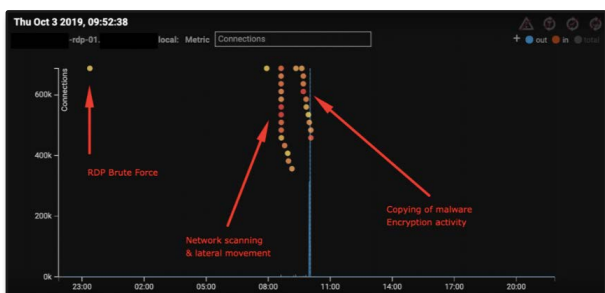 Thu Oct 3 2019, 09:52:38
-rdp-01. local: Metric Connections
+ out in total
Connections
600k
400k
200k
0k
RDP Brute Force
Network scanning
& lateral movement
Copying of malware
Encryption activity
23:00 02:00 05:00 08:00 11:00 14:00 17:00 20:00